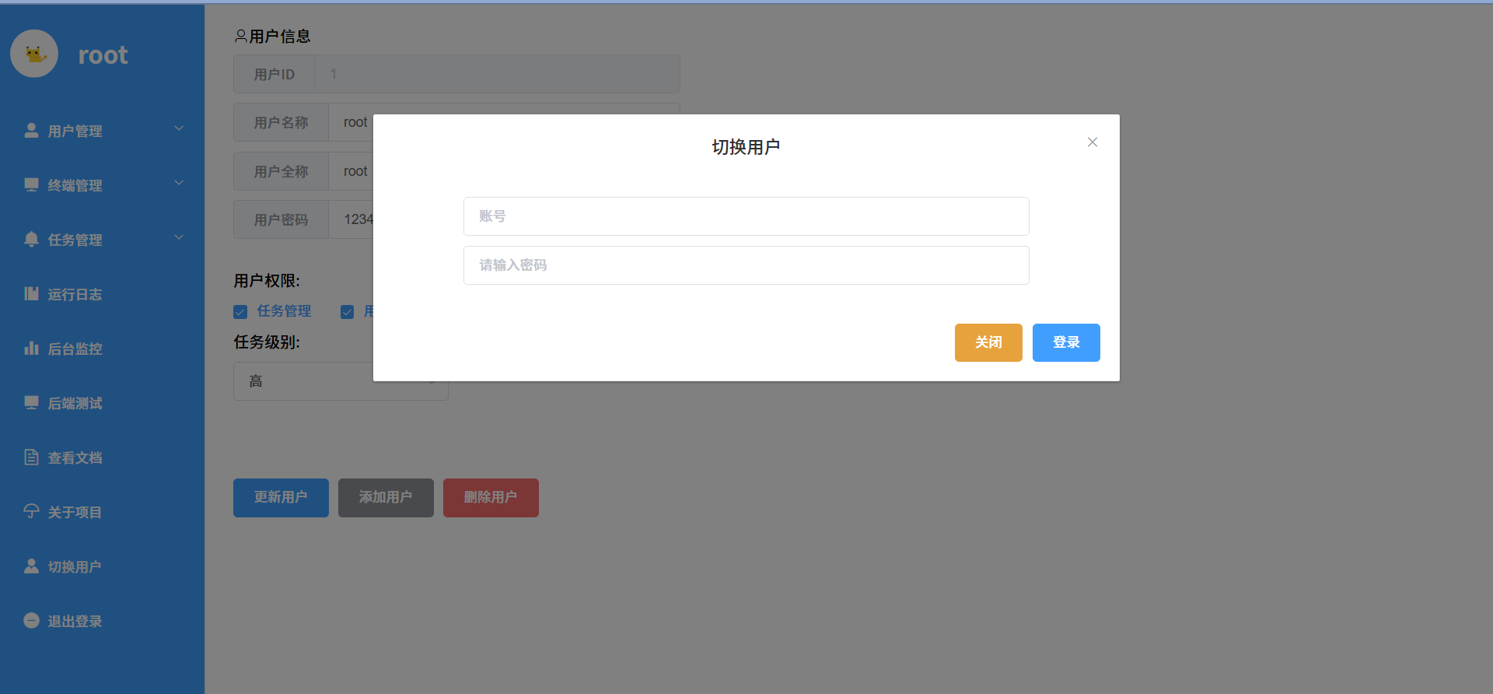 root
用户管理
终端管理
任务管理
运行日志
后台监控
后端测试
查看文档
关于项目
切换用户
退出登录
用户信息
用户ID 1
用户名称 root
用户全称 root
用户密码 1234
用户权限:
任务管理
任务级别:
高
更新用户 添加用户 删除用户
切换用户
账号
请输入密码
关闭 登录